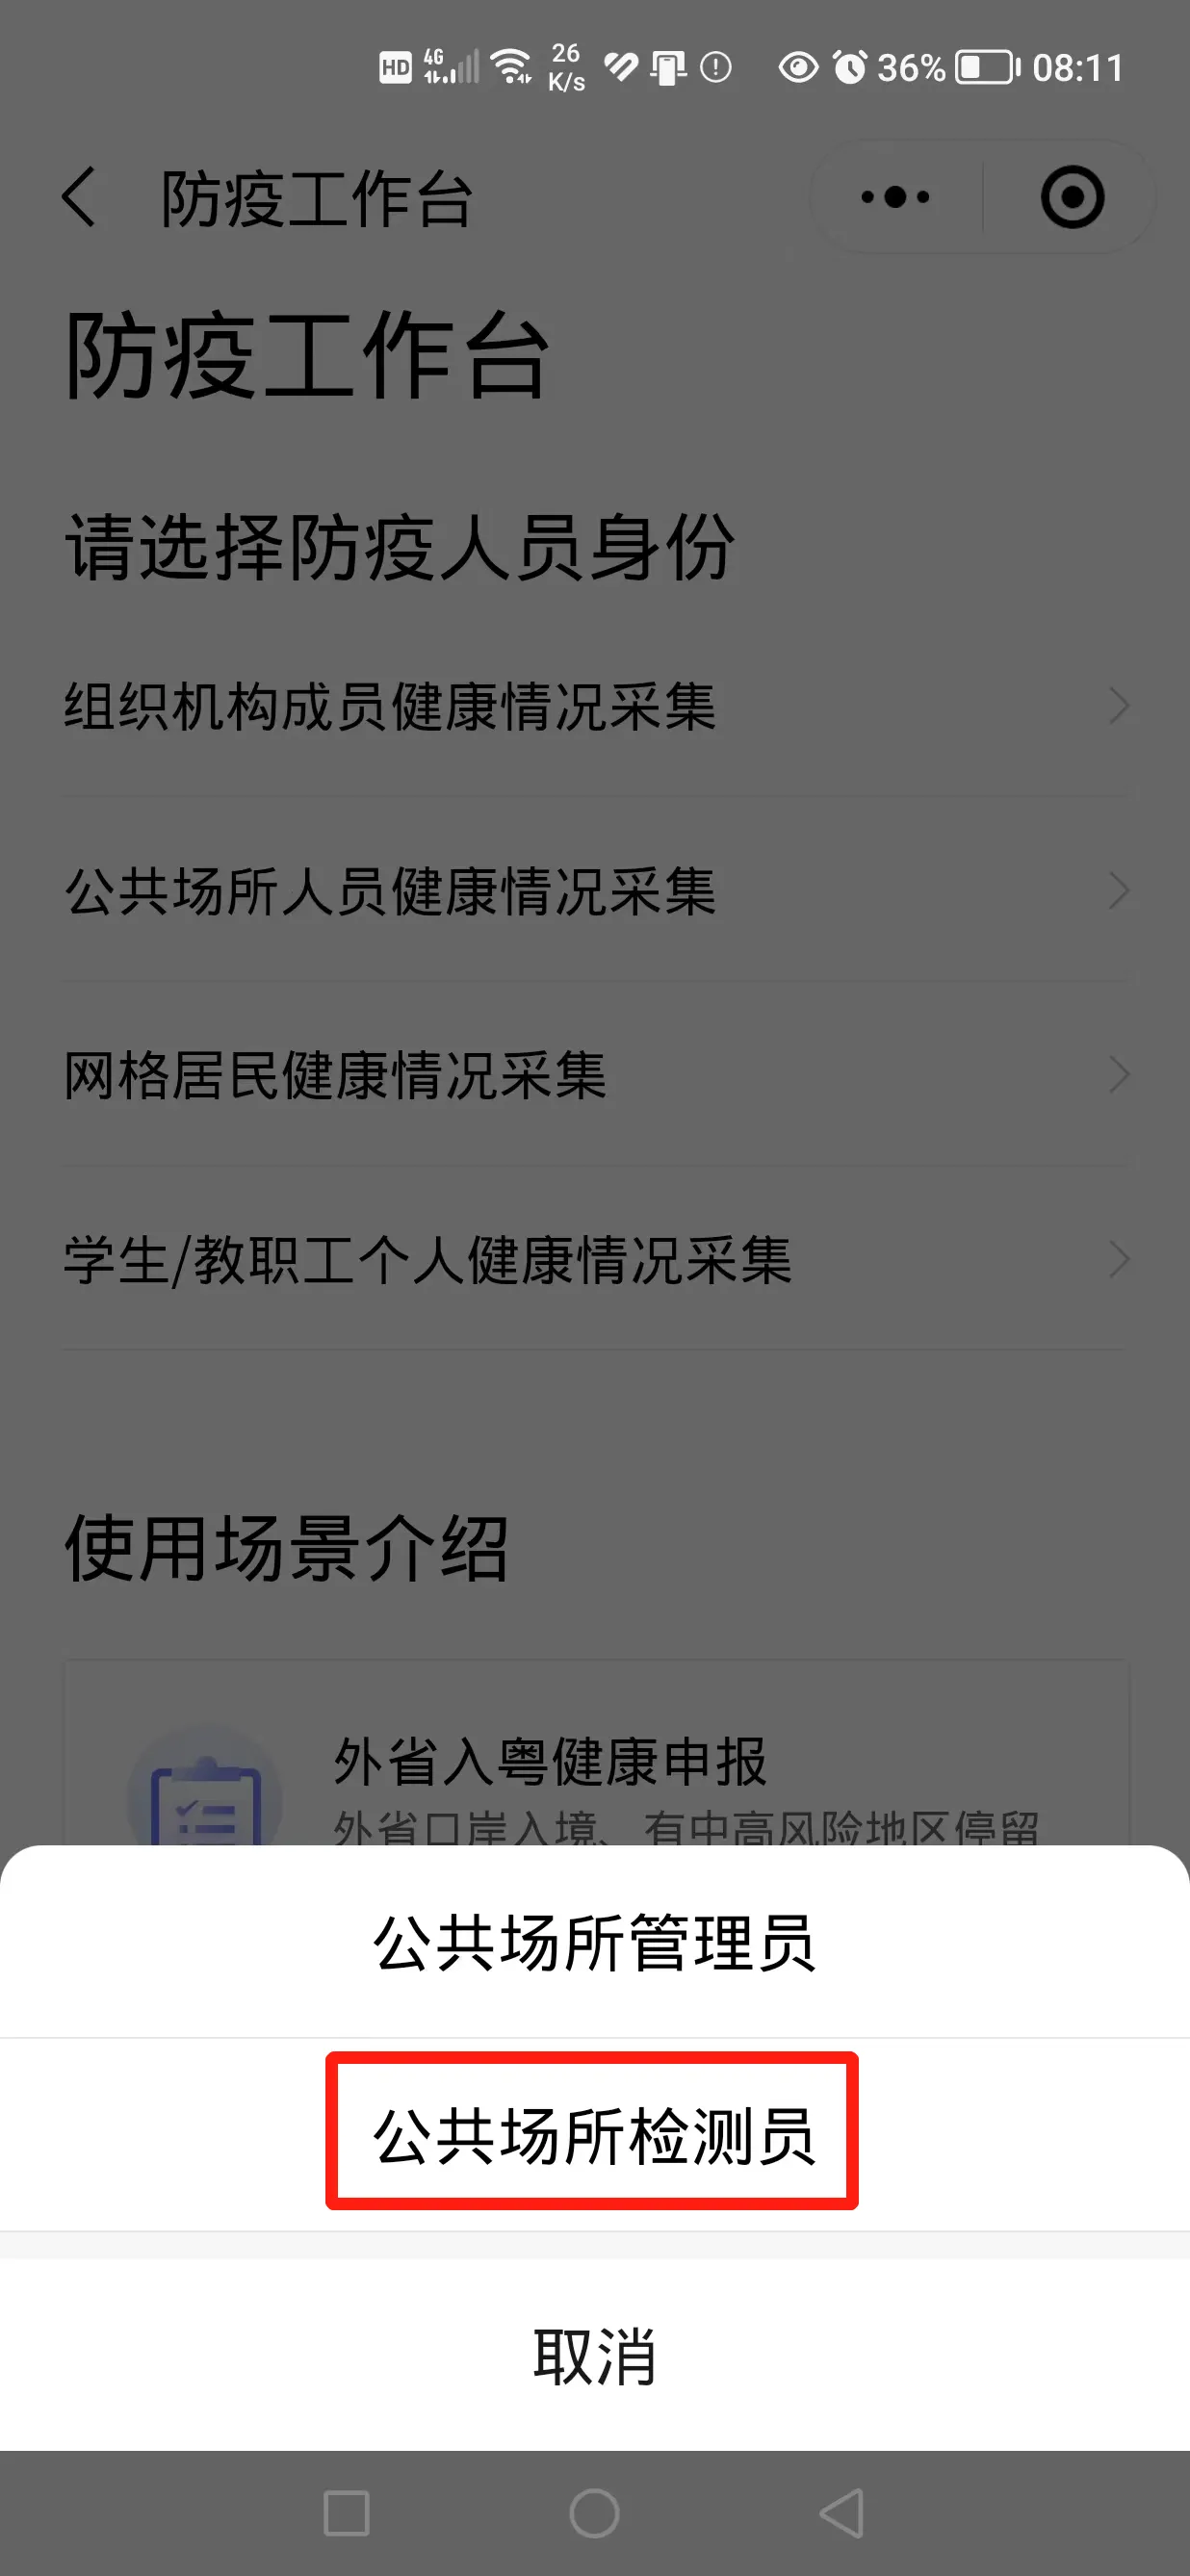 HD 4G 26 K/s 36% 08:11
防疫工作台
防疫工作台
请选择防疫人员身份
组织机构成员健康情况采集
公共场所人员健康情况采集
网格居民健康情况采集
学生/教职工个人健康情况采集
使用场景介绍
外省入粤健康申报
外省口岸入境、有中高风险地区停留
公共场所管理员
公共场所检测员
取消